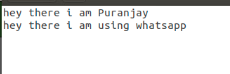 hey there i am Puranjay
hey there i am using whatsapp